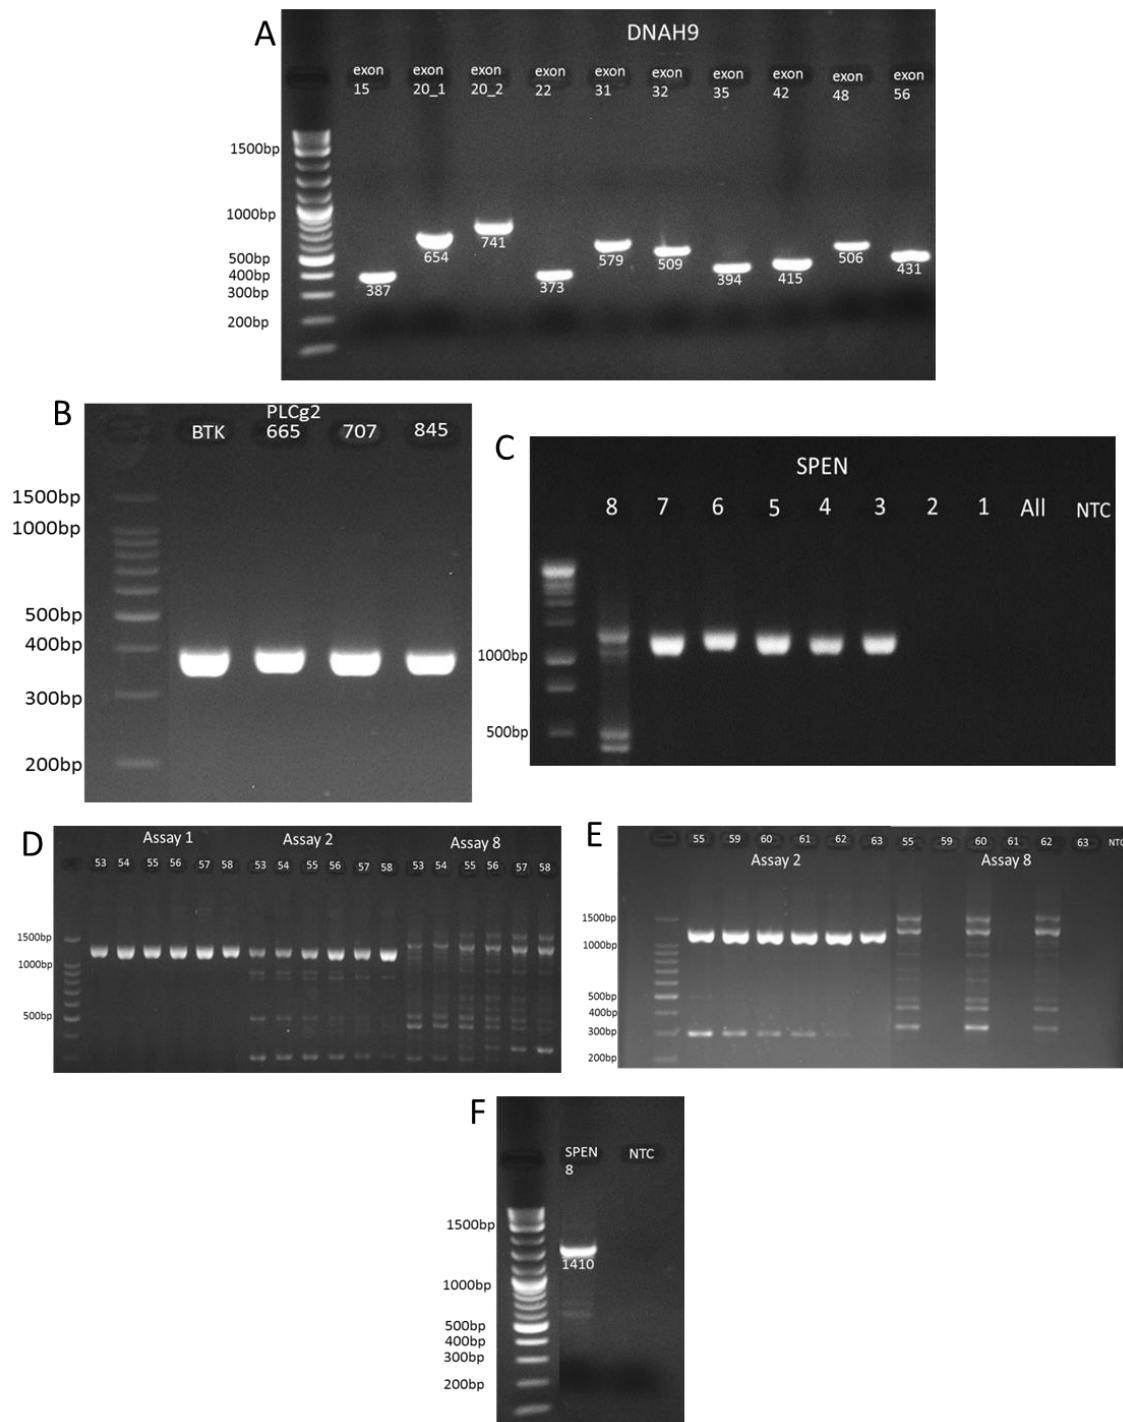 A
DNAH9
exon 15
exon 20_1
exon 20_2
exon 22
exon 31
exon 32
exon 35
exon 42
exon 48
exon 56
1500bp
1000bp
500bp
400bp
300bp
200bp
387
654
741
373
579
509
394
415
506
431
B
PLCg2
BTK 665 707 845
1500bp
1000bp
500bp
400bp
300bp
200bp
C
SPEN
8 7 6 5 4 3 2 1 All NTC
1000bp
500bp
D
Assay 1 Assay 2 Assay 8
53 54 55 56 57 58 53 54 55 56 57 58 53 54 55 56 57 58
1500bp
1000bp
500bp
E
55 59 60 61 62 63 55 59 60 61 62 63 NTC
Assay 2 Assay 8
1500bp
1000bp
500bp
400bp
300bp
200bp
F
SPEN 8
NTC
1500bp
1410
1000bp
500bp
400bp
300bp
200bp